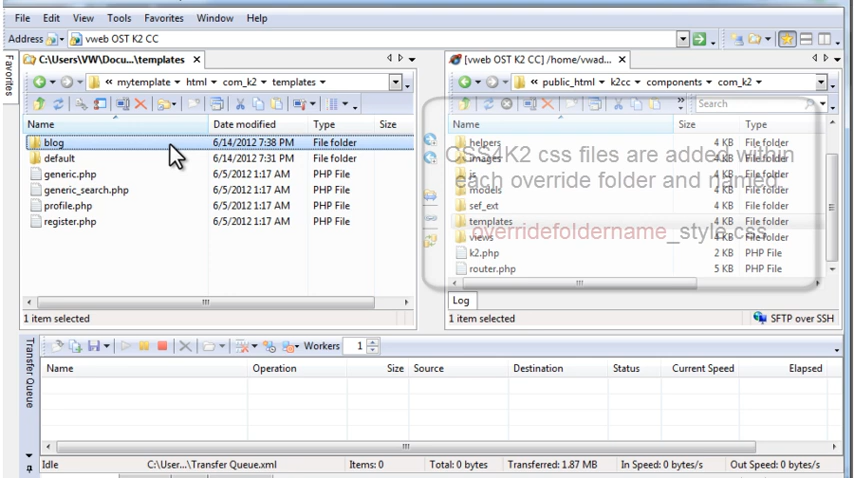 File Edit View Tools Favorites Window Help
Address vweb OST K2 CC
Favorites
C:\Users\VW\Docu...\templates
mytemplate html com_k2 templates
Name Date modified Type Size
blog 6/14/2012 7:38 PM File folder
default 6/14/2012 7:31 PM File folder
generic.php 6/5/2012 1:17 AM PHP File
generic_search.php 6/5/2012 1:17 AM PHP File
profile.php 6/5/2012 1:17 AM PHP File
register.php 6/5/2012 1:17 AM PHP File
1 item selected
[vweb OST K2 CC] /home/vwad...
« public_html k2cc components com_k2
Search
Name Size Type
helpers 4 KB File folder
images 4 KB File folder
js 4 KB File folder
models 4 KB File folder
sef_ext 4 KB File folder
templates 4 KB File folder
views 4 KB File folder
k2.php 2 KB PHP File
router.php 5 KB PHP File
CSS4K2 css files are added within
each override folder and named
overridefoldername_style.css
Log
1 item selected SFTP over SSH
Transfer Queue
Workers 1
Name Operation Size Source Destination Status Current Speed Elapsed
Idle C:\User...\Transfer Queue.xml Items: 0 Total: 0 bytes Transferred: 1.87 MB In Speed: 0 bytes/s Out Speed: 0 bytes/s